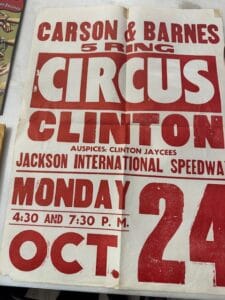 CARSON & BARNES
5 RING
CIRCUS
CLINTON
AUSPICES: CLINTON JAYCEES
JACKSON INTERNATIONAL SPEEDWAY
MONDAY
4:30 AND 7:30 P. M.
OCT.
24